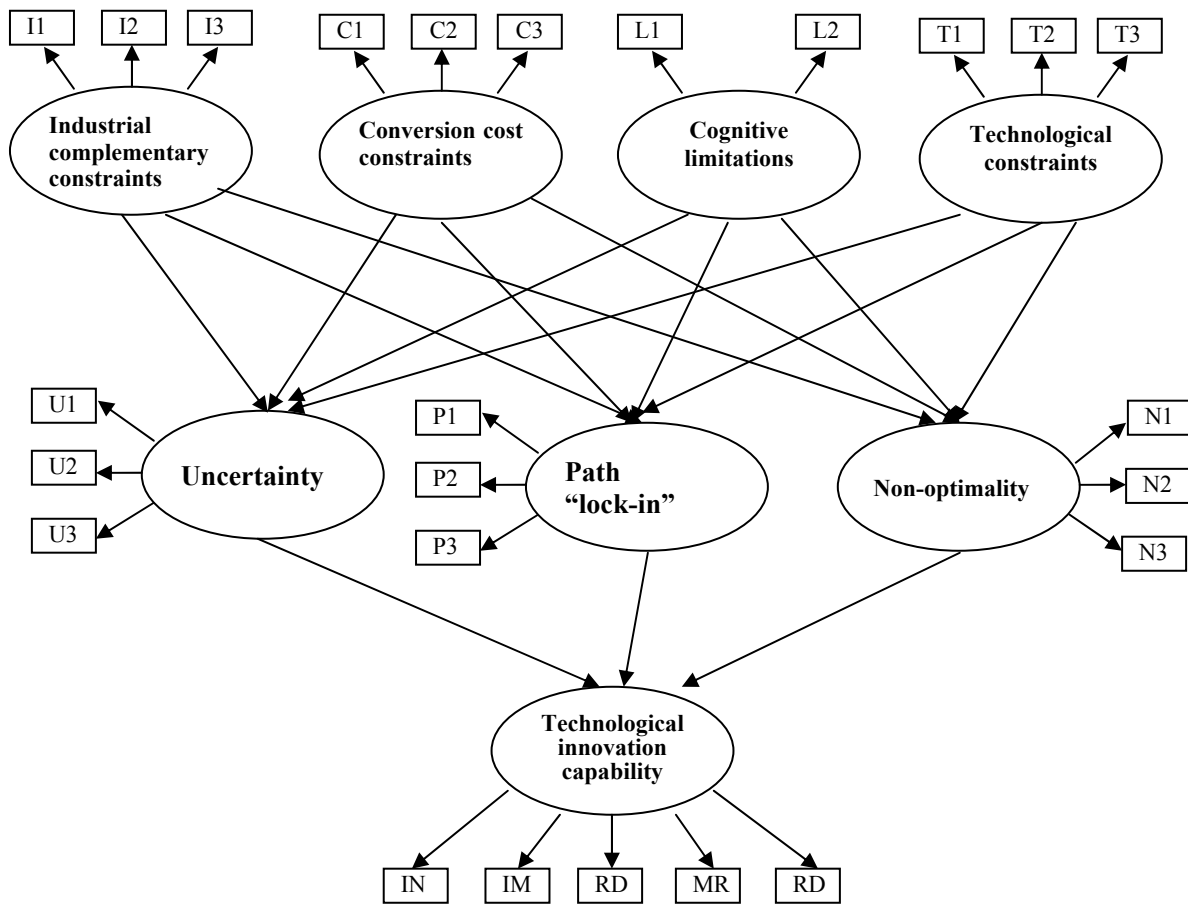 I1
I2
I3
C1
C2
C3
L1
L2
T1
T2
T3
Industrial
complementary
constraints
Conversion cost
constraints
Cognitive
limitations
Technological
constraints
U1
U2
U3
Uncertainty
P1
P2
P3
Path
“lock-in”
Non-optimality
N1
N2
N3
Technological
innovation
capability
IN
IM
RD
MR
RD